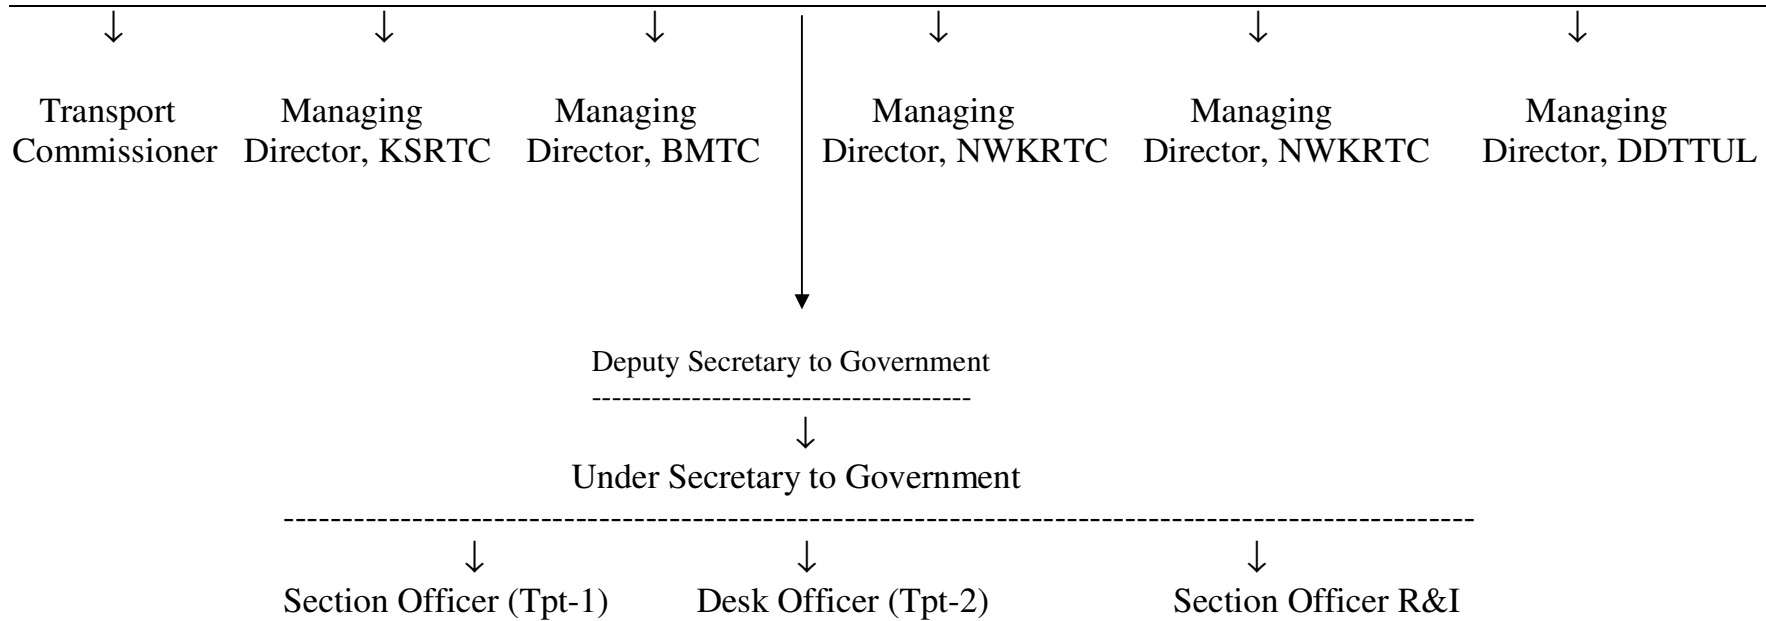 Transport Managing Managing Managing Managing Managing
Commissioner Director, KSRTC Director, BMTC Director, NWKRTC Director, NWKRTC Director, DDTTUL
Deputy Secretary to Government
Under Secretary to Government
Section Officer (Tpt-1) Desk Officer (Tpt-2) Section Officer R&I